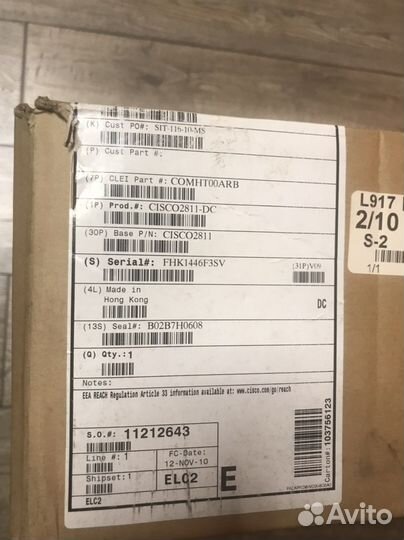 (K) Cust PO#: SIT-116-10-MS
(P) Cust Part #:
(7P) CLEI Part #: COMHT00ARB
(1P) Prod.#: CISCO2811-DC
(30P) Base P/N: CISCO2811
(S) Serial#: FHK1446F3SV
(31P)V09
(4L) Made in
Hong Kong
DC
(13S) Seal#: B02B7H0608
(Q) Qty.:1
Notes:
EEA REACH Regulation Article 33 information available at: www.cisco.com/go/reach
S.O.#: 11212643
Line #: 1
FC-Date:
12-NOV-10
Shipset:1
ELC2
E
ELC2
Carton#: 103756123
L917
2/10
S-2
1/1
Avito